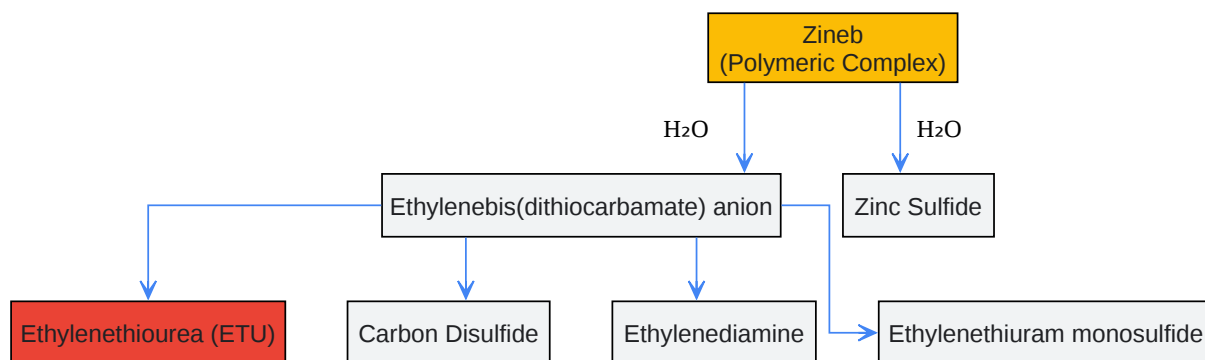 Zineb
(Polymeric Complex)
H₂O
H₂O
Ethylenebis(dithiocarbamate) anion
Zinc Sulfide
Ethylenethiourea (ETU)
Carbon Disulfide
Ethylenediamine
Ethylenethiuram monosulfide